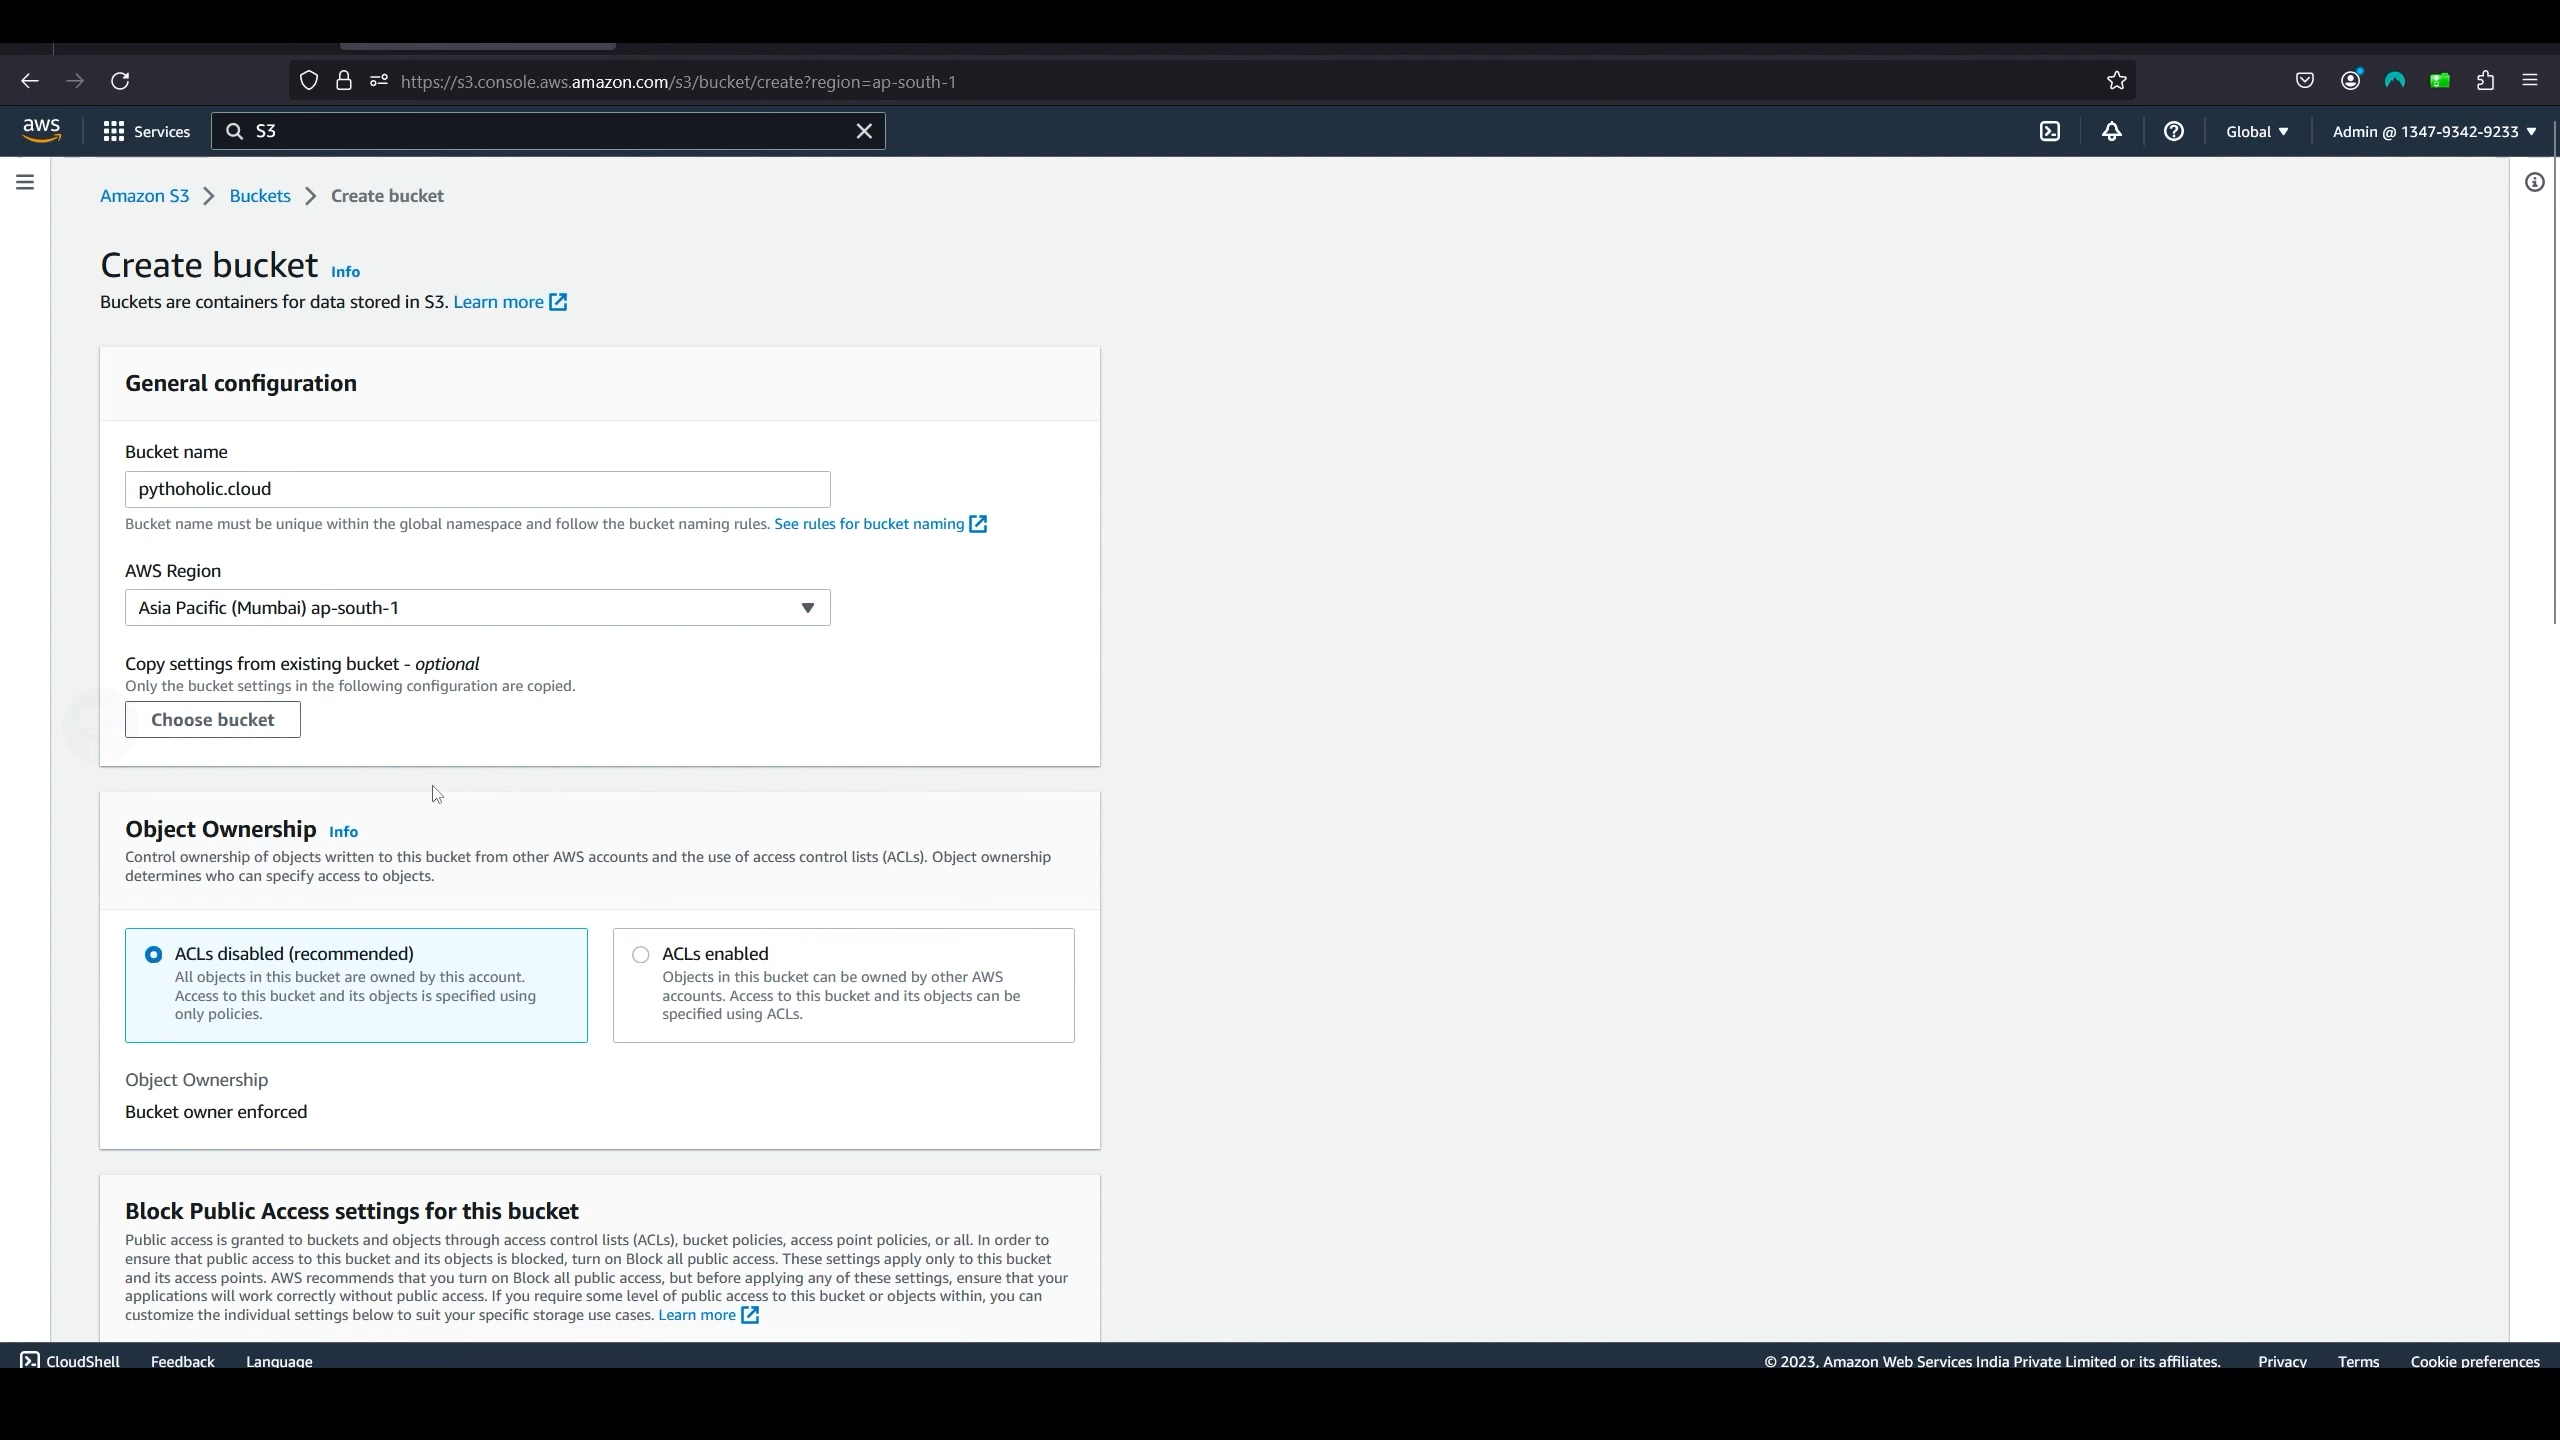 https://s3.console.aws.amazon.com/s3/bucket/create?region=ap-south-1
aws Services S3 Global Admin @ 1347-9342-9233
Amazon S3 Buckets Create bucket
Create bucket Info
Buckets are containers for data stored in S3. Learn more
General configuration
Bucket name
pythoholic.cloud
Bucket name must be unique within the global namespace and follow the bucket naming rules. See rules for bucket naming
AWS Region
Asia Pacific (Mumbai) ap-south-1
Copy settings from existing bucket - optional
Only the bucket settings in the following configuration are copied.
Choose bucket
Object Ownership Info
Control ownership of objects written to this bucket from other AWS accounts and the use of access control lists (ACLs). Object ownership
determines who can specify access to objects.
ACLs disabled (recommended)
All objects in this bucket are owned by this account.
Access to this bucket and its objects is specified using
only policies.
ACLs enabled
Objects in this bucket can be owned by other AWS
accounts. Access to this bucket and its objects can be
specified using ACLs.
Object Ownership
Bucket owner enforced
Block Public Access settings for this bucket
Public access is granted to buckets and objects through access control lists (ACLs), bucket policies, access point policies, or all. In order to
ensure that public access to this bucket and its objects is blocked, turn on Block all public access. These settings apply only to this bucket
and its access points. AWS recommends that you turn on Block all public access, but before applying any of these settings, ensure that your
applications will work correctly without public access. If you require some level of public access to this bucket or objects within, you can
customize the individual settings below to suit your specific storage use cases. Learn more
CloudShell Feedback Language © 2023, Amazon Web Services India Private Limited or its affiliates. Privacy Terms Cookie preferences